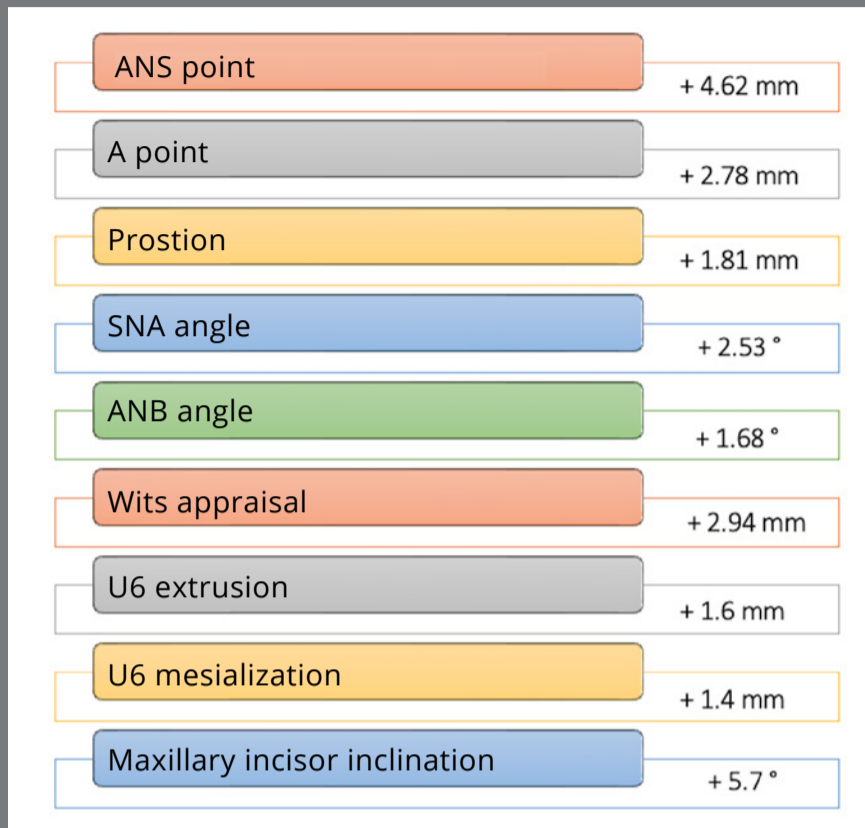 ANS point
+ 4.62 mm
A point
+ 2.78 mm
Prostion
+ 1.81 mm
SNA angle
+ 2.53 °
ANB angle
+ 1.68 °
Wits appraisal
+ 2.94 mm
U6 extrusion
+ 1.6 mm
U6 mesialization
+ 1.4 mm
Maxillary incisor inclination
+ 5.7 °